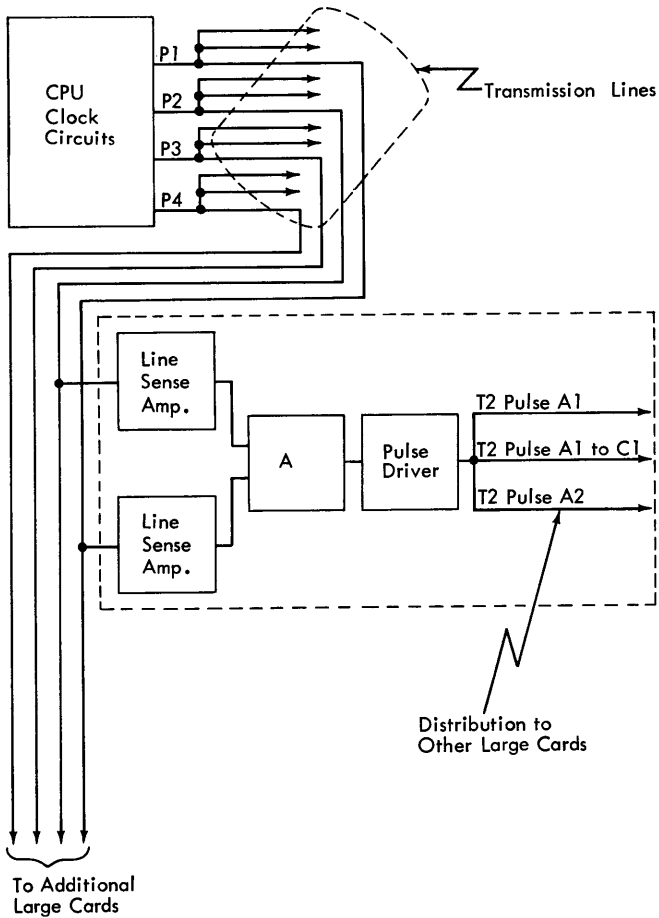 CPU
Clock
Circuits
P1
P2
P3
P4
Transmission Lines
Line
Sense
Amp.
A
Pulse
Driver
T2 Pulse A1
T2 Pulse A1 to C1
T2 Pulse A2
Line
Sense
Amp.
Distribution to
Other Large Cards
To Additional
Large Cards